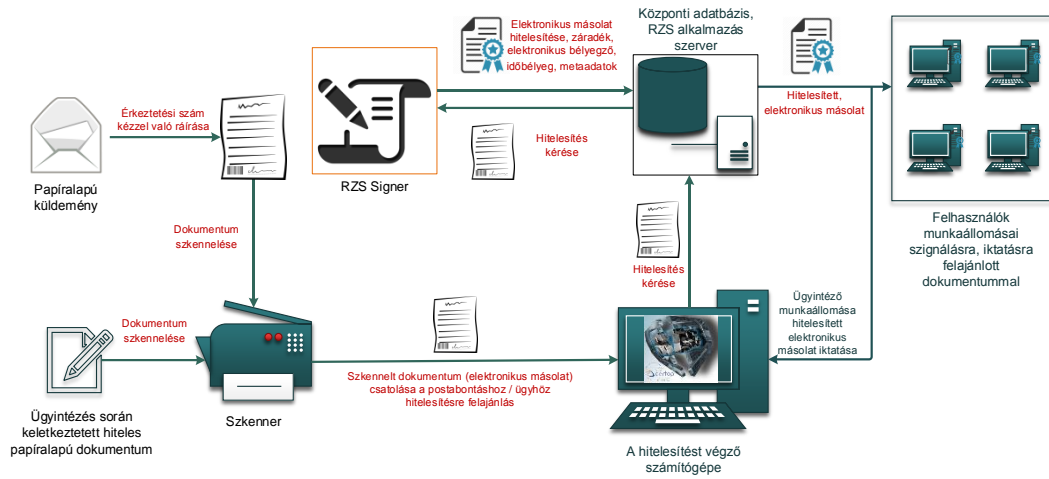 Elektronikus másolat
hitelesítése, záradék,
elektronikus bélyegző,
időbélyeg, metaadatok
Központi adatbázis,
RZS alkalmazás
szerver
Érkeztetési szám
kézzel való ráírása
Hitelesítés
kérése
Hitelesített,
elektronikus másolat
Papíralapú
küldemény
RZS Signer
Felhasználók
munkaállomásai
szignálásra, iktatásra
felajánlott
dokumentummal
Dokumentum
szkennelése
Hitelesítés
kérése
Ügyintéző
munkaállomása
hitelesített
elektronikus
másolat iktatása
Dokumentum
szkennelése
Szkennelt dokumentum (elektronikus másolat)
csatolása a postabontáshoz / ügyhöz
hitelesítésre felajánlás
Ügyintézés során
keletkeztetett hiteles
papíralapú dokumentum
Szkenner
A hitelesítést végző
számítógépe